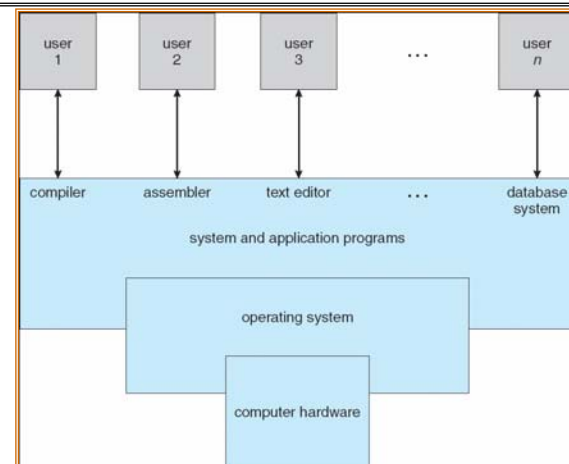 user user user ... user
1 2 3 n
compiler assembler text editor ... database
system
system and application programs
operating system
computer hardware